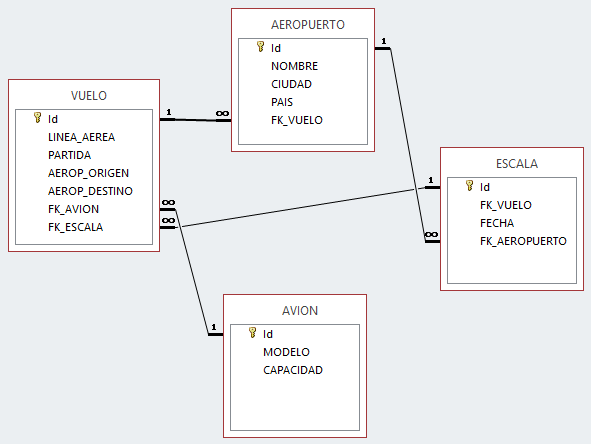 AEROPUERTO
Id
NOMBRE
CIUDAD
PAIS
FK_VUELO
1
VUELO
Id
LINEA_AEREA
PARTIDA
AEROP_ORIGEN
AEROP_DESTINO
FK_AVION
FK_ESCALA
1
∞
∞
∞
ESCALA
Id
FK_VUELO
FECHA
FK_AEROPUERTO
1
∞
AVION
Id
MODELO
CAPACIDAD
1